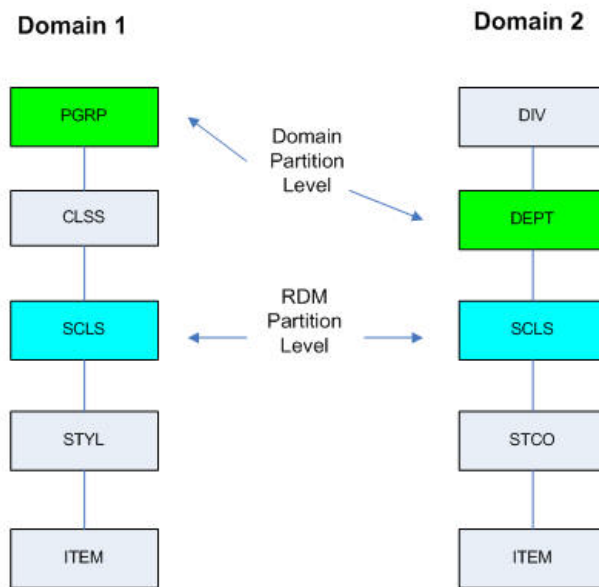 Domain 1
Domain 2
PGRP
DIV
Domain
Partition
Level
CLSS
DEPT
RDM
Partition
Level
SCLS
SCLS
STYL
STCO
ITEM
ITEM